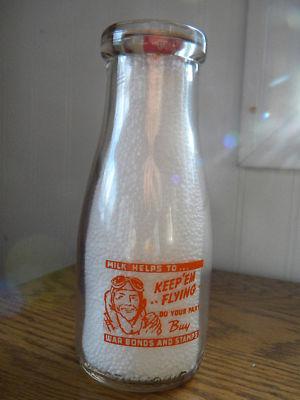 MILK HELPS TO...
KEEP 'EM
.. FLYING
DO YOUR PART
Buy
WAR BONDS AND STAMPS